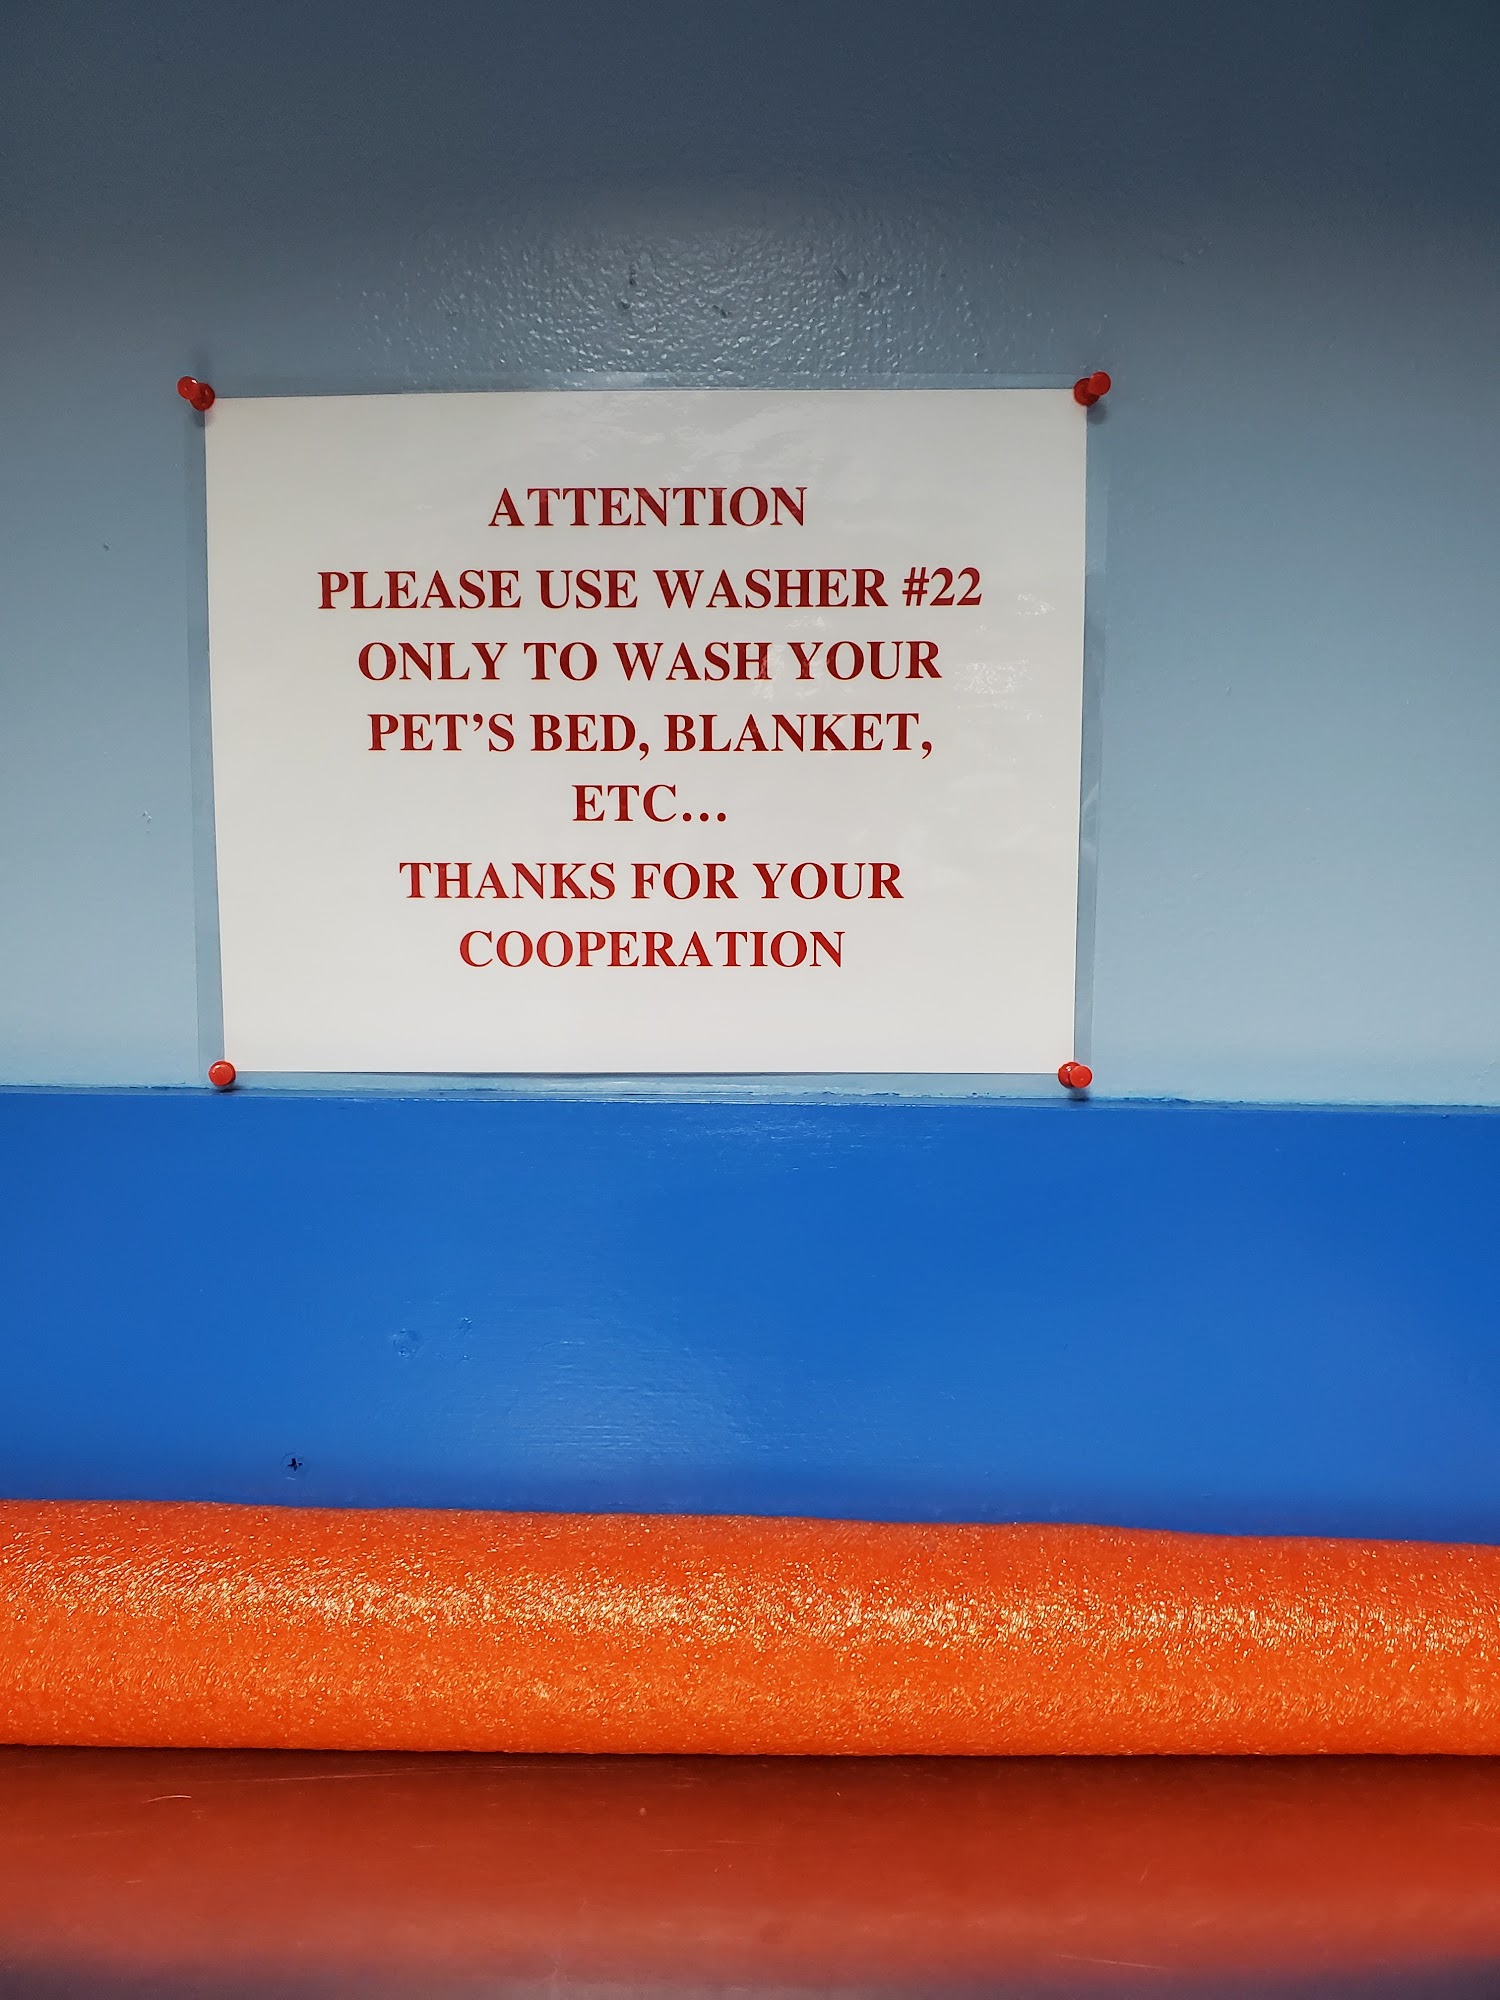 ATTENTION
PLEASE USE WASHER #22
ONLY TO WASH YOUR
PET’S BED, BLANKET,
ETC…
THANKS FOR YOUR
COOPERATION